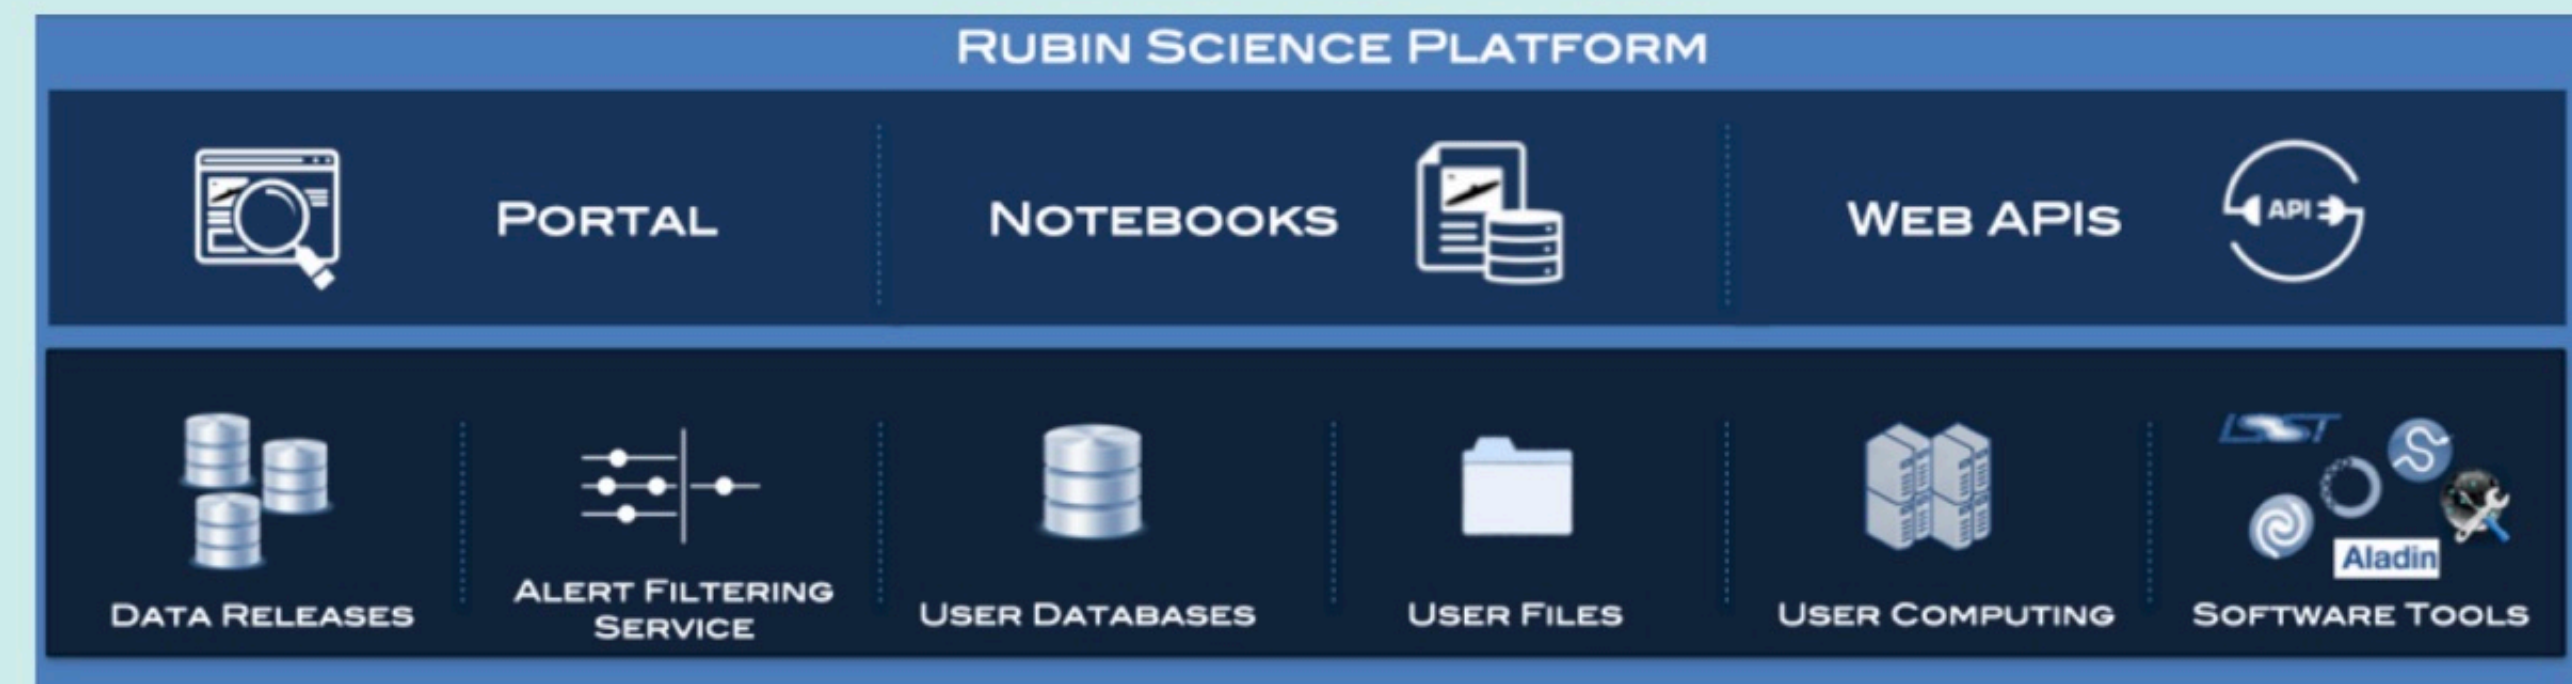 RUBIN SCIENCE PLATFORM
PORTAL
NOTEBOOKS
WEB APIS
API
LSST
Aladin
DATA RELEASES
ALERT FILTERING
SERVICE
USER DATABASES
USER FILES
USER COMPUTING
SOFTWARE TOOLS